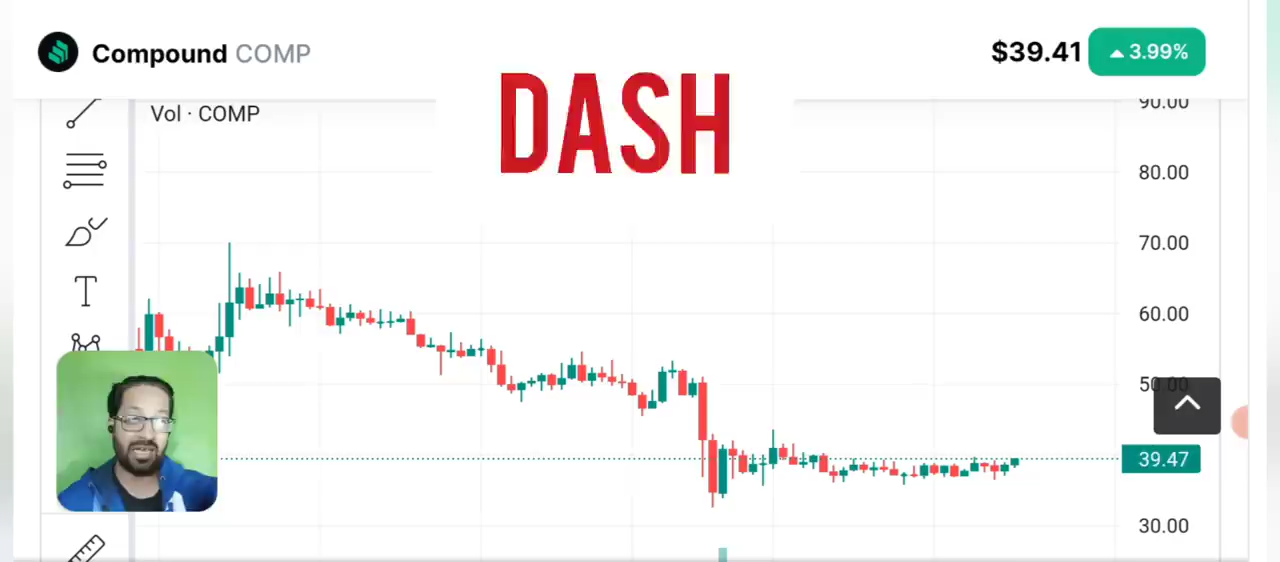 Compound COMP
$39.41
3.99%
DASH
Vol · COMP
90.00
80.00
70.00
T
60.00
50.00
39.47
30.00